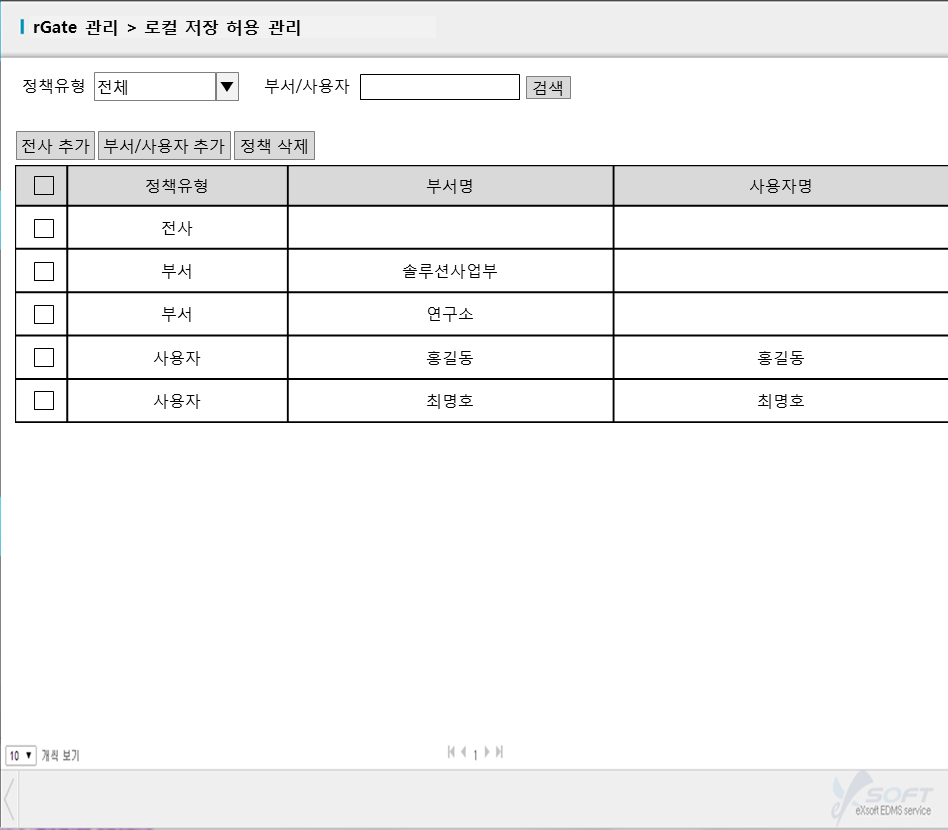 rGate 관리 > 로컬 저장 허용 관리
정책유형 전체 ▼ 부서/사용자 검색
전사 추가 부서/사용자 추가 정책 삭제
정책유형 부서명 사용자명
전사
부서 솔루션사업부
부서 연구소
사용자 홍길동 홍길동
사용자 최명호 최명호
10 ▼ 개씩 보기 1
eXSOFT
eXsoft EDMS service